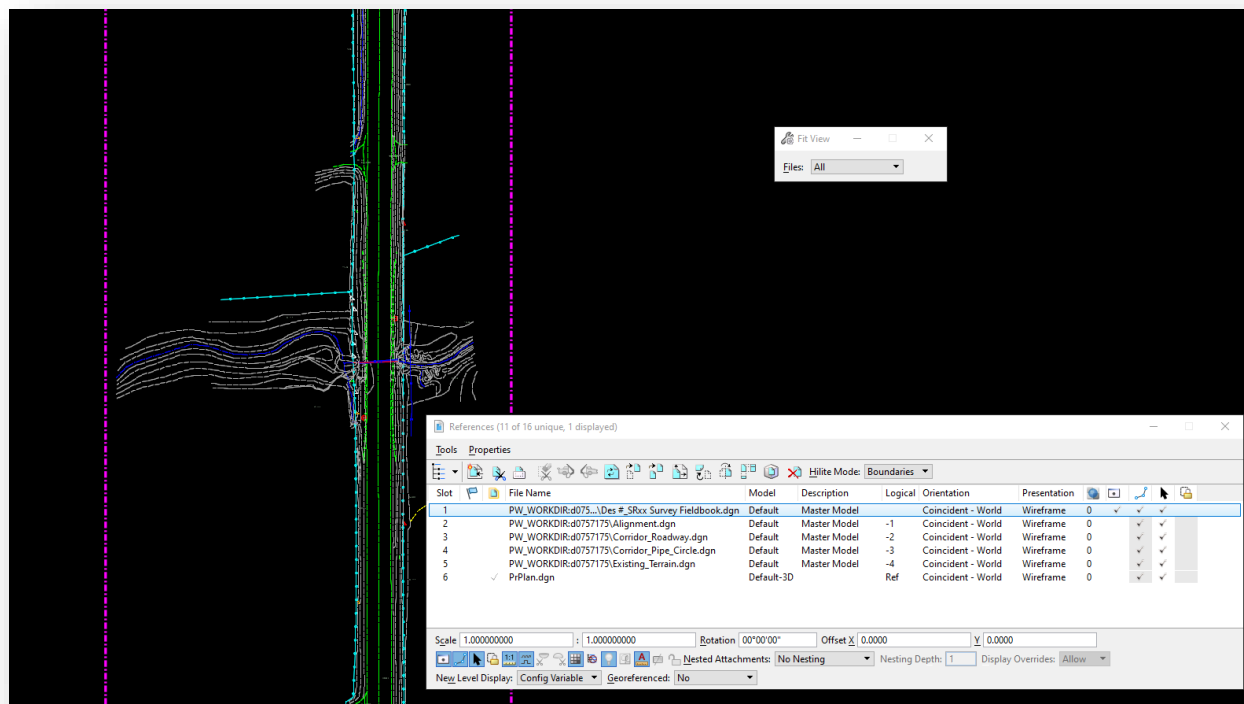 Fit View
Files: All
References (11 of 16 unique, 1 displayed)
Tools Properties
Hilite Mode: Boundaries
Slot File Name Model Description Logical Orientation Presentation
1 PW_WORKDIR:d075...\Des #_SRxx Survey Fieldbook.dgn Default Master Model Coincident - World Wireframe 0
2 PW_WORKDIR:d0757175\Alignment.dgn Default Master Model -1 Coincident - World Wireframe 0
3 PW_WORKDIR:d0757175\Corridor_Roadway.dgn Default Master Model -2 Coincident - World Wireframe 0
4 PW_WORKDIR:d0757175\Corridor_Pipe_Circle.dgn Default Master Model -3 Coincident - World Wireframe 0
5 PW_WORKDIR:d0757175\Existing_Terrain.dgn Default Master Model -4 Coincident - World Wireframe 0
6 PrPlan.dgn Default-3D Ref Coincident - World Wireframe 0
Scale 1.000000000 : 1.000000000 Rotation 00°00'00" Offset X 0.0000 Y 0.0000
1:1 A Nested Attachments: No Nesting Nesting Depth: 1 Display Overrides: Allow
New Level Display: Config Variable Georeferenced: No